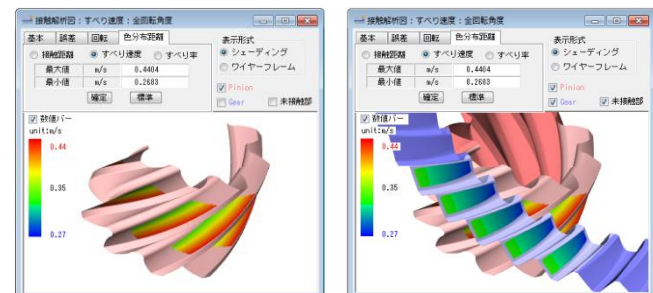 接触解析図：すべり速度：全回転角度
基本 誤差 回転 色分布距離
接触距離 すべり速度 すべり率
最大値 m/s 0.4404
最小値 m/s 0.2683
確定 標準
表示形式
シェーディング
ワイヤーフレーム
Pinion
Gear 未接触部
数値バー
unit:m/s
0.44
0.35
0.27
接触解析図：すべり速度：全回転角度
基本 誤差 回転 色分布距離
接触距離 すべり速度 すべり率
最大値 m/s 0.4404
最小値 m/s 0.2683
確定 標準
表示形式
シェーディング
ワイヤーフレーム
Pinion
Gear 未接触部
数値バー
unit:m/s
0.44
0.35
0.27